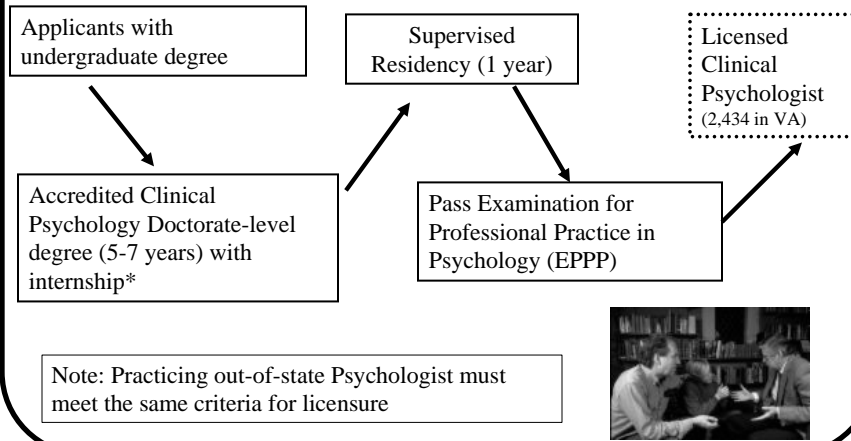 Applicants with
undergraduate degree
Accredited Clinical
Psychology Doctorate-level
degree (5-7 years) with
internship*
Supervised
Residency (1 year)
Pass Examination for
Professional Practice in
Psychology (EPPP)
Licensed
Clinical
Psychologist
(2,434 in VA)
Note: Practicing out-of-state Psychologist must
meet the same criteria for licensure